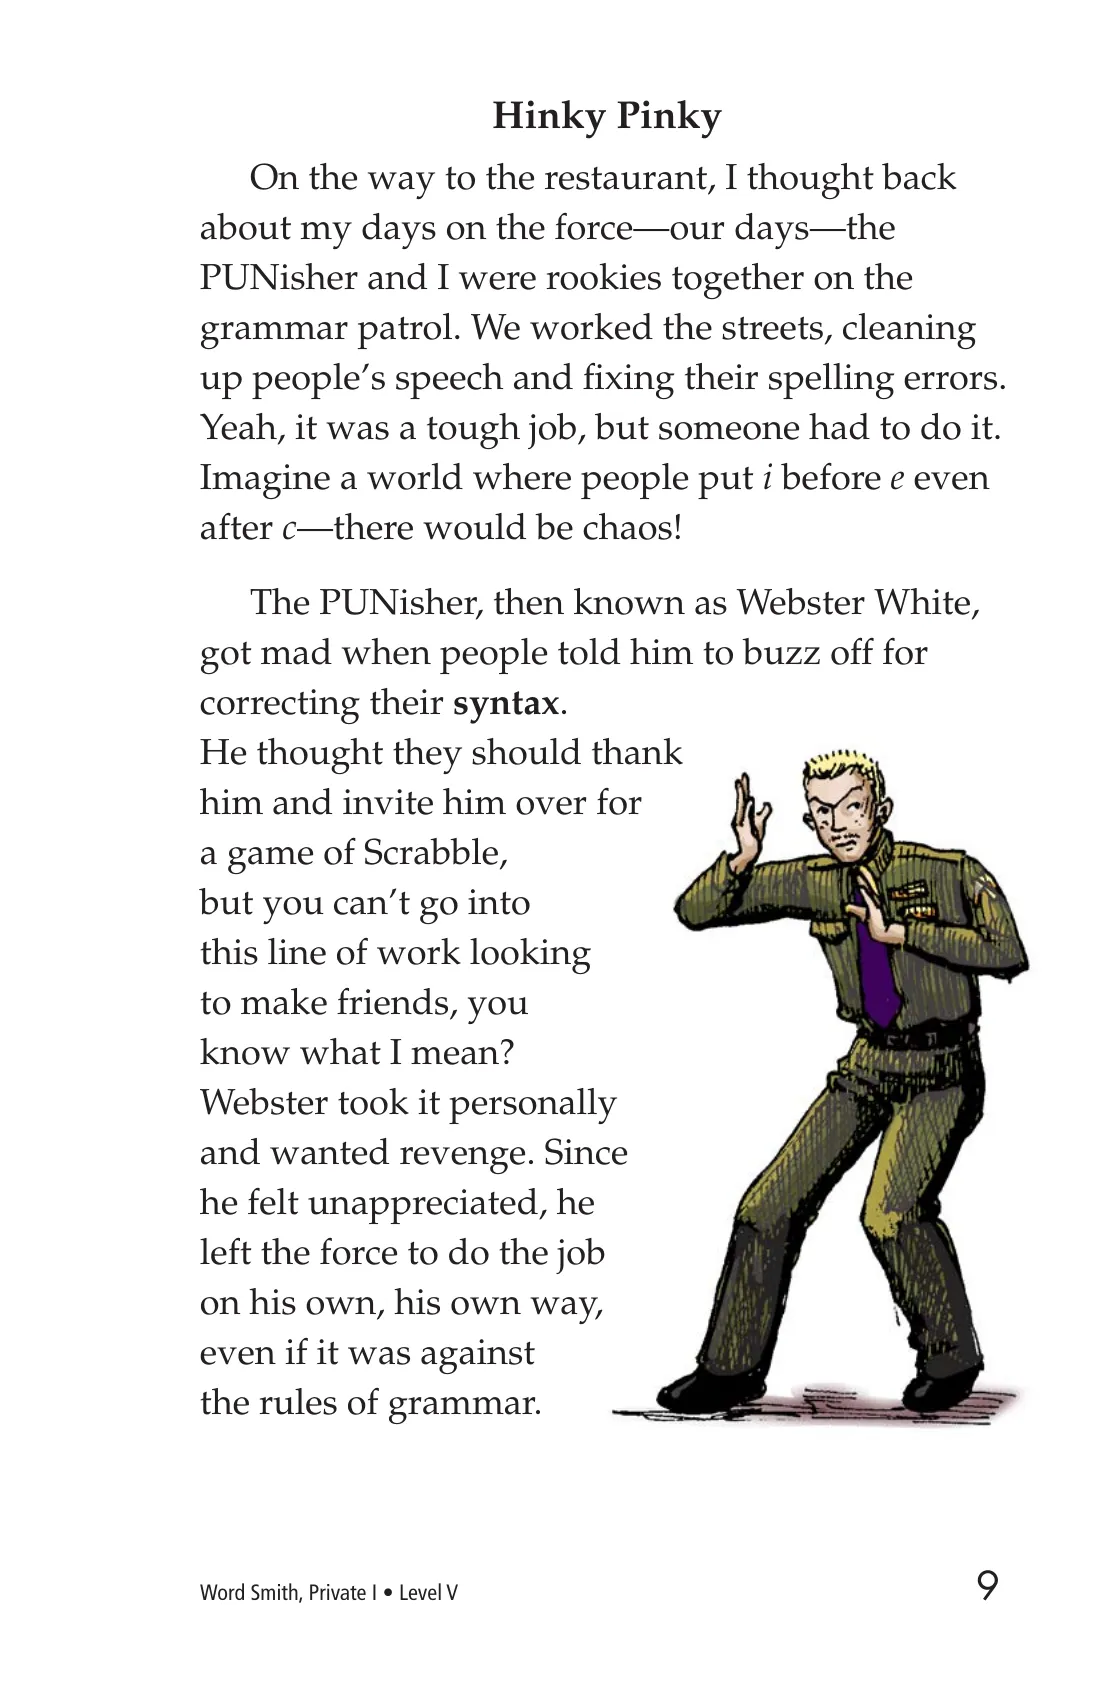 Hinky Pinky
On the way to the restaurant, I thought back
about my days on the force—our days—the
PUNisher and I were rookies together on the
grammar patrol. We worked the streets, cleaning
up people’s speech and fixing their spelling errors.
Yeah, it was a tough job, but someone had to do it.
Imagine a world where people put i before e even
after c—there would be chaos!
The PUNisher, then known as Webster White,
got mad when people told him to buzz off for
correcting their syntax.
He thought they should thank
him and invite him over for
a game of Scrabble,
but you can’t go into
this line of work looking
to make friends, you
know what I mean?
Webster took it personally
and wanted revenge. Since
he felt unappreciated, he
left the force to do the job
on his own, his own way,
even if it was against
the rules of grammar.
Word Smith, Private I • Level V
9